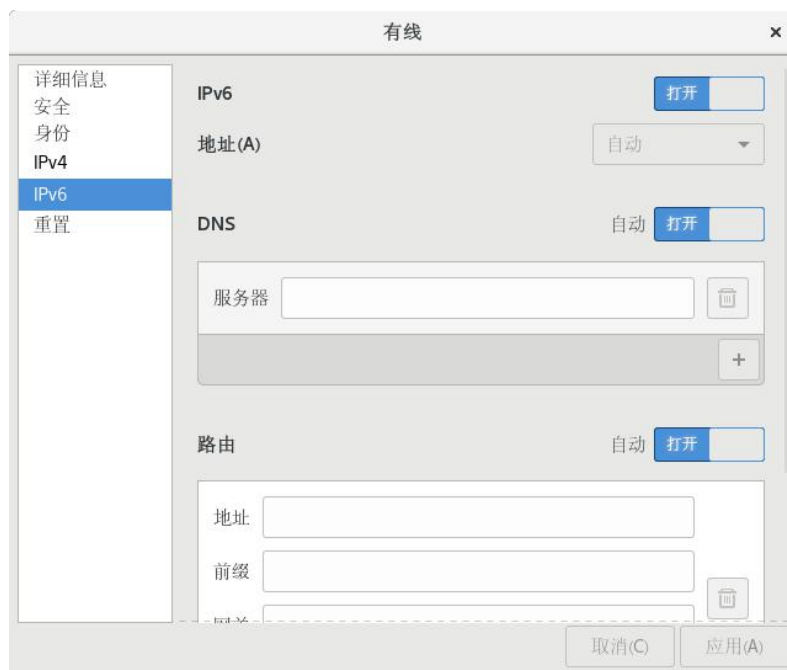 有线
详细信息
安全
身份
IPv4
IPv6
重置
IPv6 打开
地址(A) 自动
DNS 自动 打开
服务器
路由 自动 打开
地址
前缀
取消(C) 应用(A)